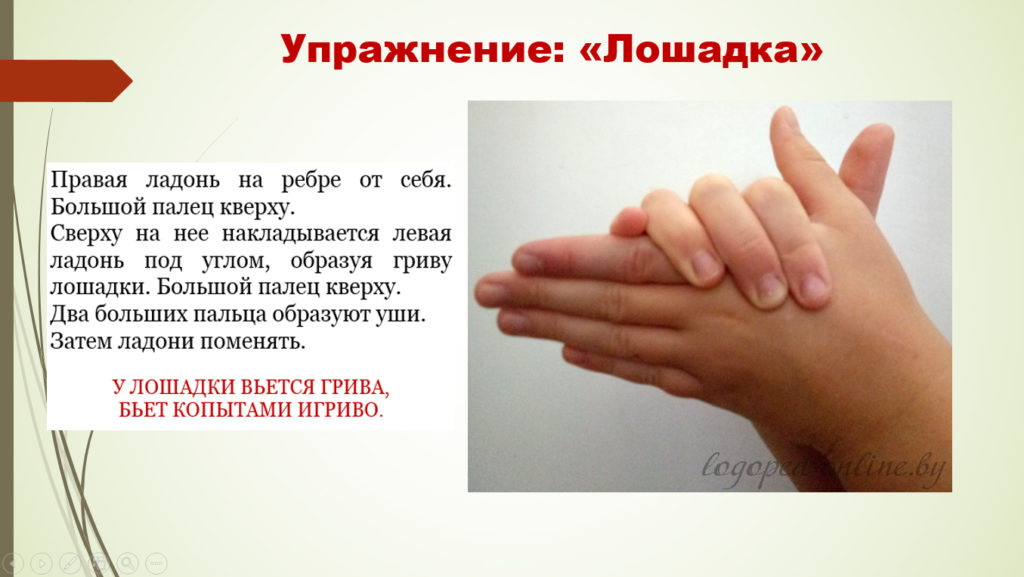 Упражнение: «Лошадка»
Правая ладонь на ребре от себя.
Большой палец кверху.
Сверху на нее накладывается левая
ладонь под углом, образуя гриву
лошадки. Большой палец кверху.
Два больших пальца образуют уши.
Затем ладони поменять.
У ЛОШАДКИ ВЬЕТСЯ ГРИВА,
БЬЕТ КОПЫТАМИ ИГРИВО.
logoped-online.by